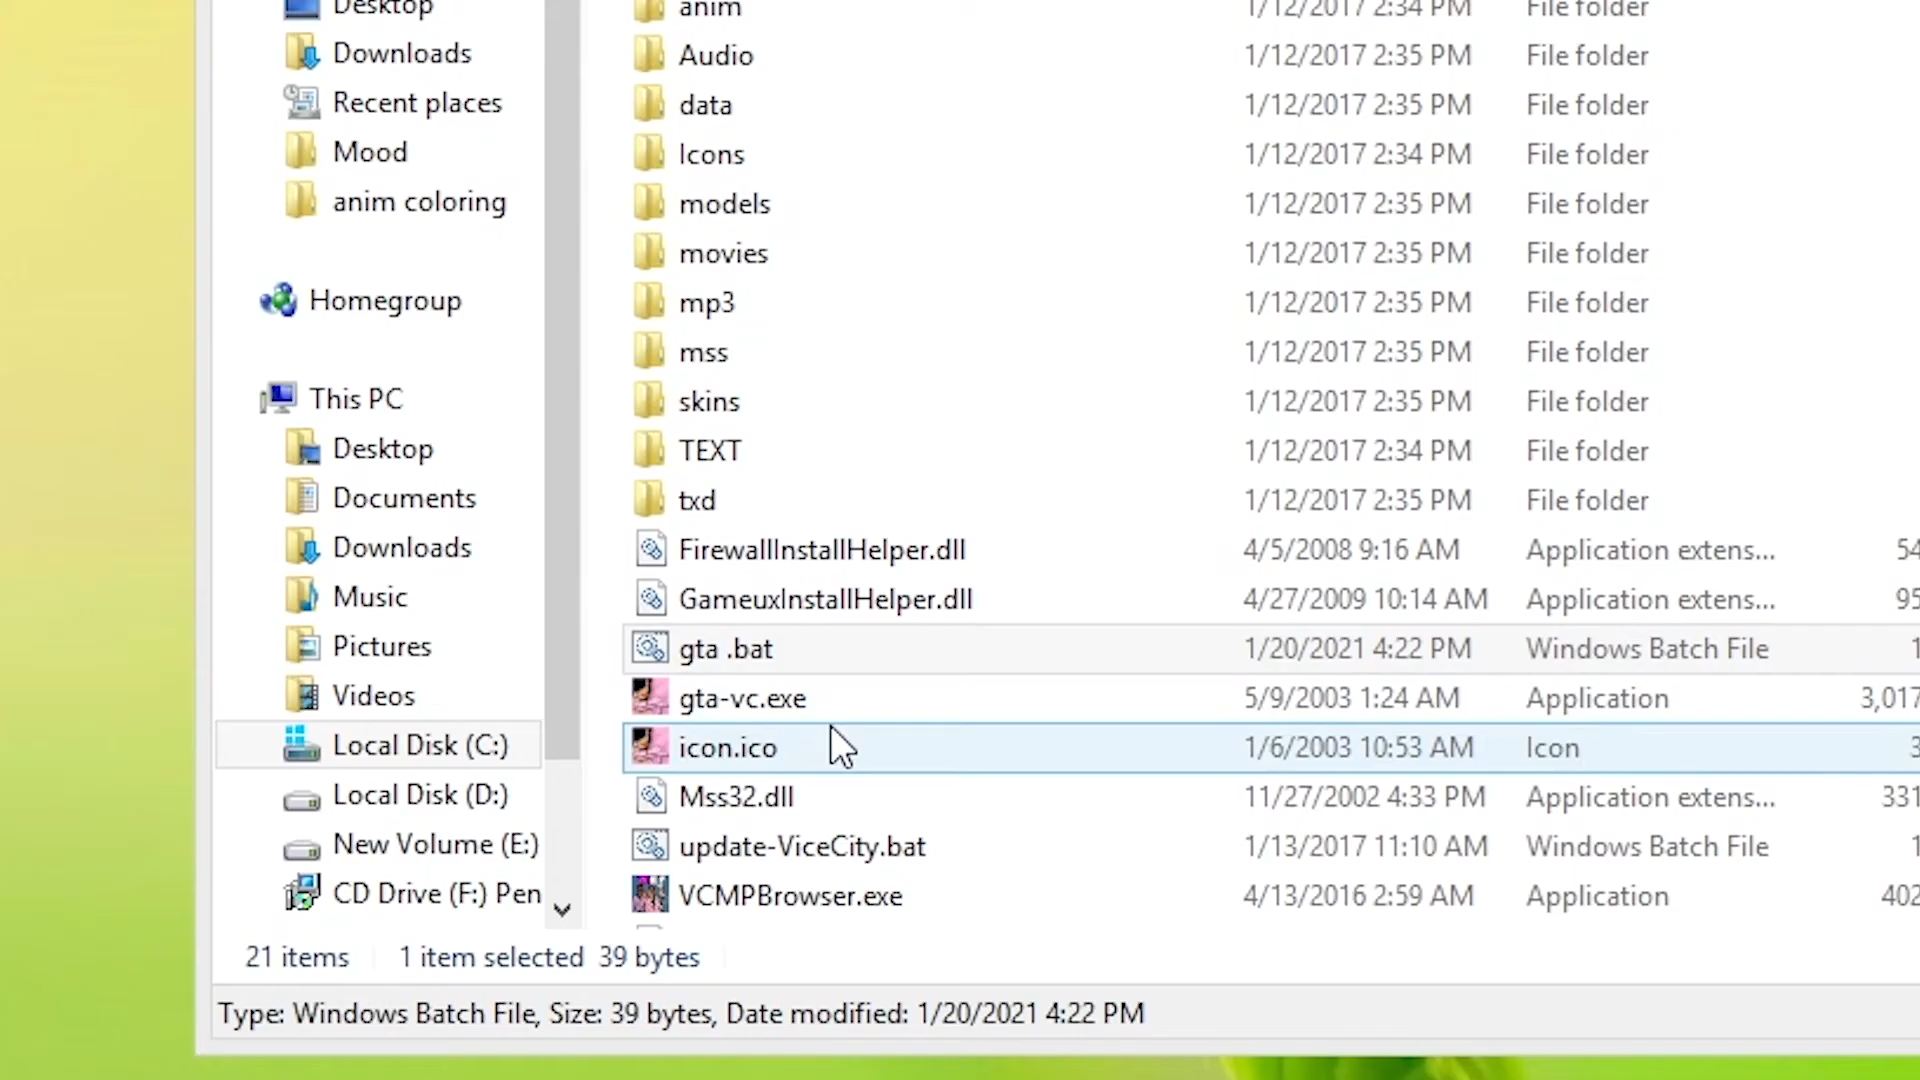 Desktop
Downloads
Recent places
Mood
anim coloring
Homegroup
This PC
Desktop
Documents
Downloads
Music
Pictures
Videos
Local Disk (C:)
Local Disk (D:)
New Volume (E:)
CD Drive (F:) Pen
anim 1/12/2017 2:34 PM File folder
Audio 1/12/2017 2:35 PM File folder
data 1/12/2017 2:35 PM File folder
Icons 1/12/2017 2:34 PM File folder
models 1/12/2017 2:35 PM File folder
movies 1/12/2017 2:35 PM File folder
mp3 1/12/2017 2:35 PM File folder
mss 1/12/2017 2:35 PM File folder
skins 1/12/2017 2:35 PM File folder
TEXT 1/12/2017 2:34 PM File folder
txd 1/12/2017 2:35 PM File folder
FirewallInstallHelper.dll 4/5/2008 9:16 AM Application extens... 54
GameuxInstallHelper.dll 4/27/2009 10:14 AM Application extens... 95
gta .bat 1/20/2021 4:22 PM Windows Batch File 1
gta-vc.exe 5/9/2003 1:24 AM Application 3,017
icon.ico 1/6/2003 10:53 AM Icon 3
Mss32.dll 11/27/2002 4:33 PM Application extens... 331
update-ViceCity.bat 1/13/2017 11:10 AM Windows Batch File 1
VCMPBrowser.exe 4/13/2016 2:59 AM Application 402
21 items 1 item selected 39 bytes
Type: Windows Batch File, Size: 39 bytes, Date modified: 1/20/2021 4:22 PM